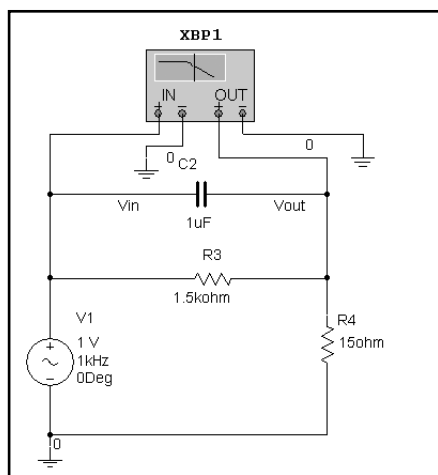 XBP1
IN OUT
+ − + −
0
0
C2
Vin
Vout
1uF
R3
1.5kohm
V1
1 V
1kHz
0Deg
R4
15ohm
+
−
0